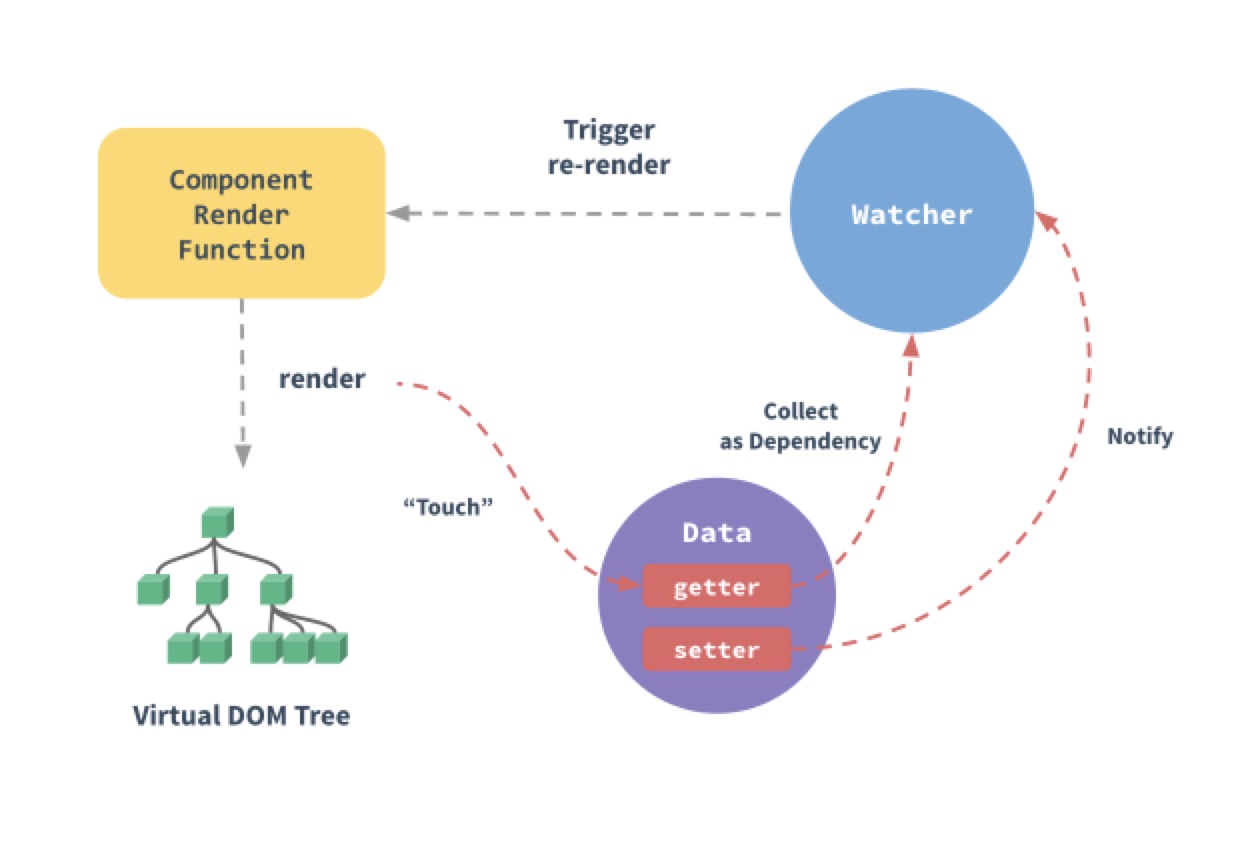 Trigger
re-render
Component
Render
Function
Watcher
render
Collect
as Dependency
Notify
“Touch”
Data
getter
setter
Virtual DOM Tree